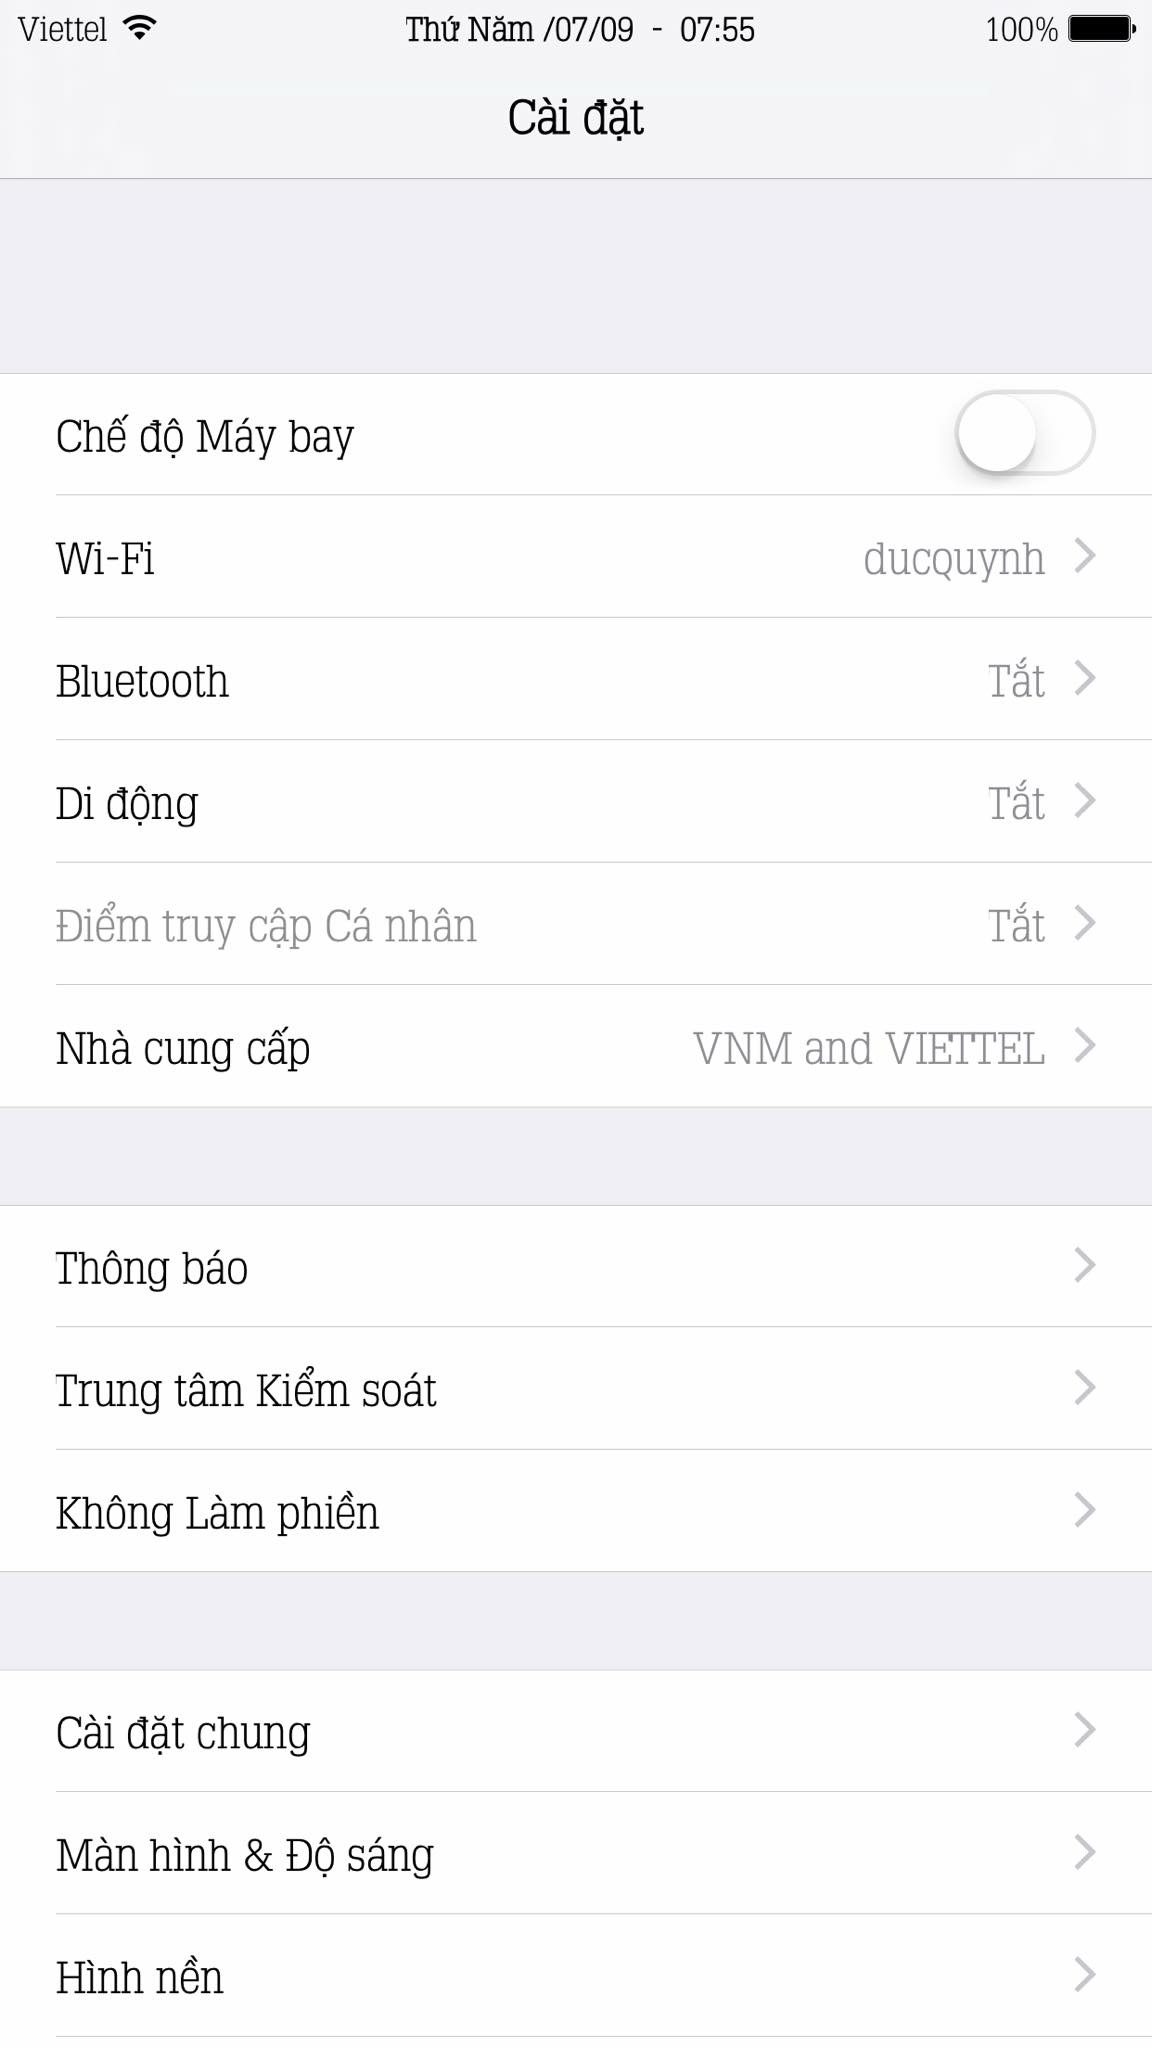 Viettel Thứ Năm /07/09 - 07:55 100%
Cài đặt
Chế độ Máy bay
Wi-Fi ducquynh
Bluetooth Tắt
Di động Tắt
Điểm truy cập Cá nhân Tắt
Nhà cung cấp VNM and VIETTEL
Thông báo
Trung tâm Kiểm soát
Không Làm phiền
Cài đặt chung
Màn hình & Độ sáng
Hình nền